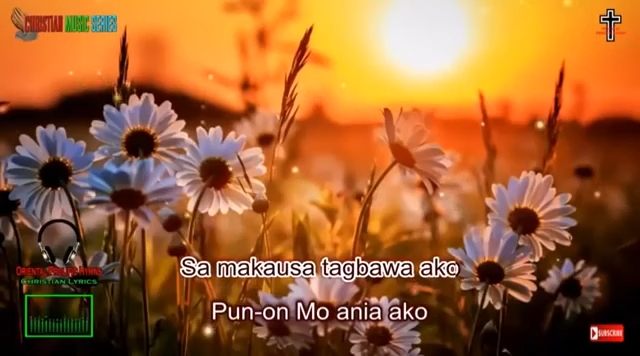 CHRISTIAN MUSIC SERIES
Sa makausa tagbawa ako
Pun-on Mo ania ako
CHRISTIAN LYRICS
SUBSCRIBE